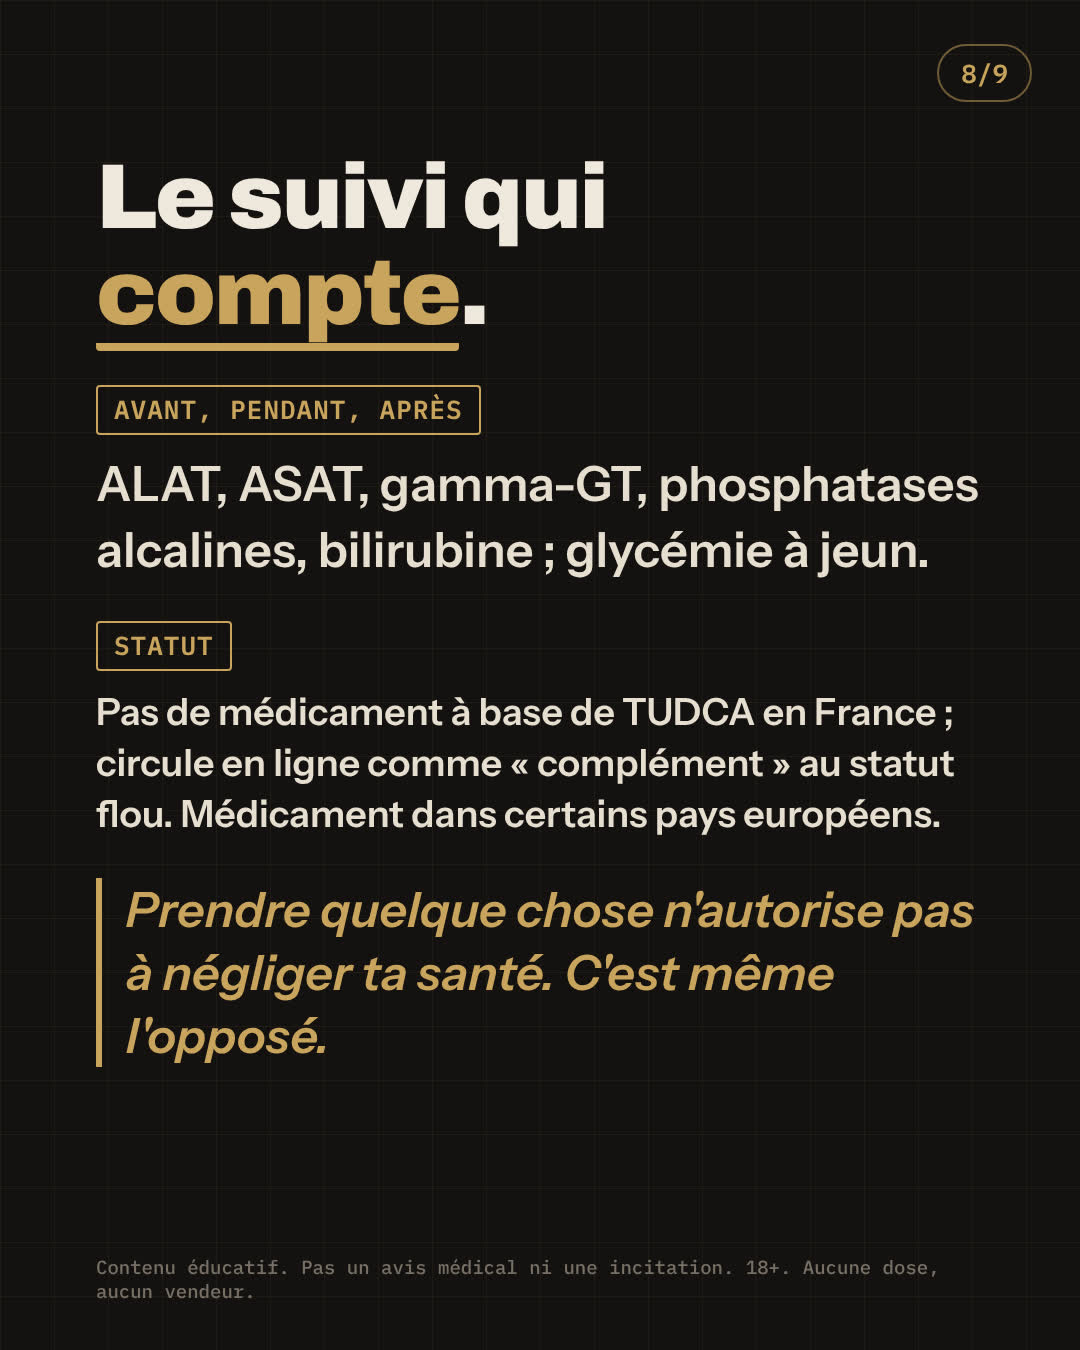 8/9
Le suivi qui
compte.
AVANT, PENDANT, APRÈS
ALAT, ASAT, gamma-GT, phosphatases
alcalines, bilirubine ; glycémie à jeun.
STATUT
Pas de médicament à base de TUDCA en France ;
circule en ligne comme « complément » au statut
flou. Médicament dans certains pays européens.
Prendre quelque chose n'autorise pas
à négliger ta santé. C'est même
l'opposé.
Contenu éducatif. Pas un avis médical ni une incitation. 18+. Aucune dose,
aucun vendeur.